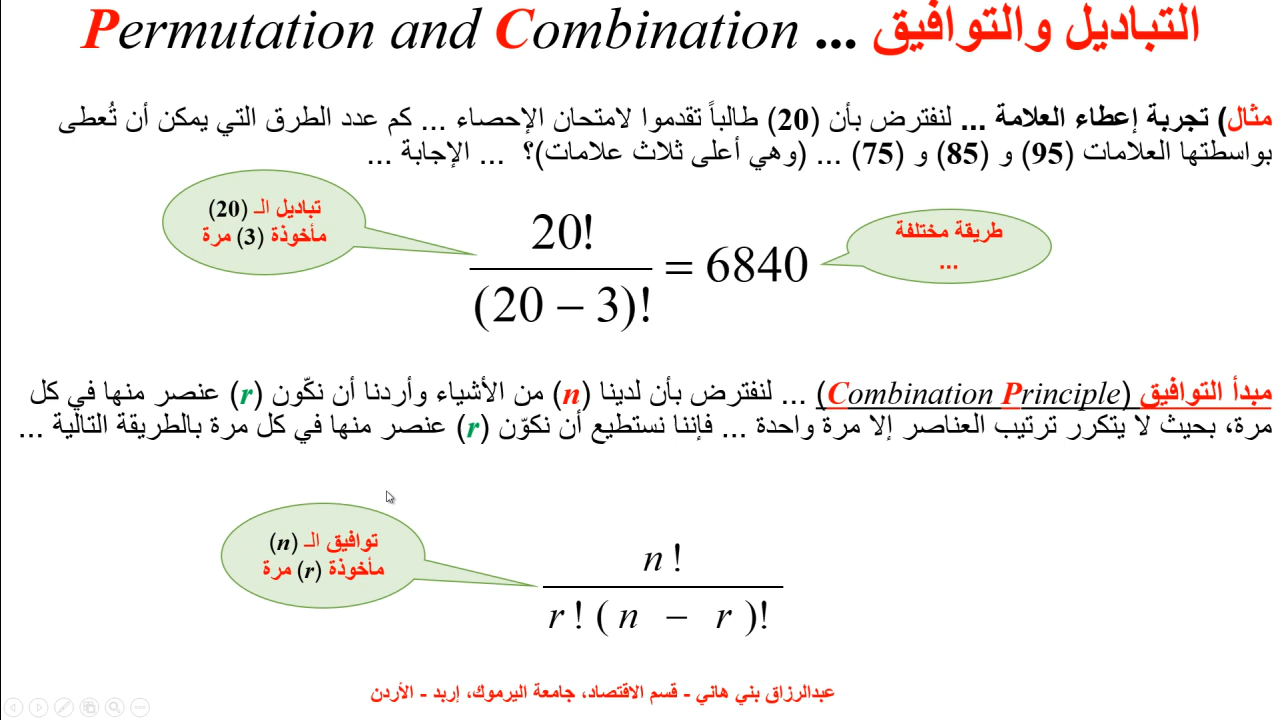 التباديل والتوافيق ... Permutation and Combination
مثال) تجربة إعطاء العلامة ... لنفترض بأن (20) طالباً تقدموا لامتحان الإحصاء ... كم عدد الطرق التي يمكن أن تُعطى
بواسطتها العلامات (95) و (85) و (75) ... (وهي أعلى ثلاث علامات)؟ ... الإجابة ...
طريقة مختلفة
...
تباديل الـ (20)
مأخوذة (3) مرة
20!
(20 – 3)!
= 6840
مبدأ التوافيق (Combination Principle) ... لنفترض بأن لدينا (n) من الأشياء وأردنا أن نكّون (r) عنصر منها في كل
مرة، بحيث لا يتكرر ترتيب العناصر إلا مرة واحدة ... فإننا نستطيع أن نكوّن (r) عنصر منها في كل مرة بالطريقة التالية ...
توافيق الـ (n)
مأخوذة (r) مرة
n !
r ! ( n – r )!
عبدالرزاق بني هاني - قسم الاقتصاد، جامعة اليرموك، إربد - الأردن